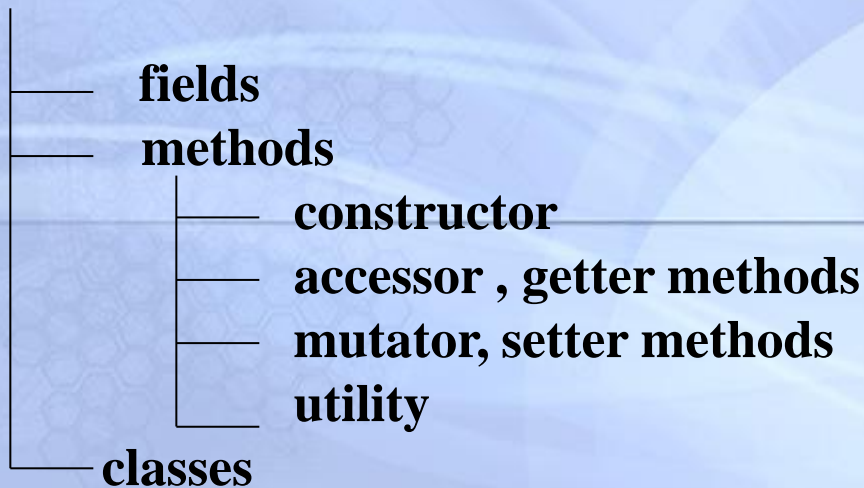 fields
methods
constructor
accessor , getter methods
mutator, setter methods
utility
classes